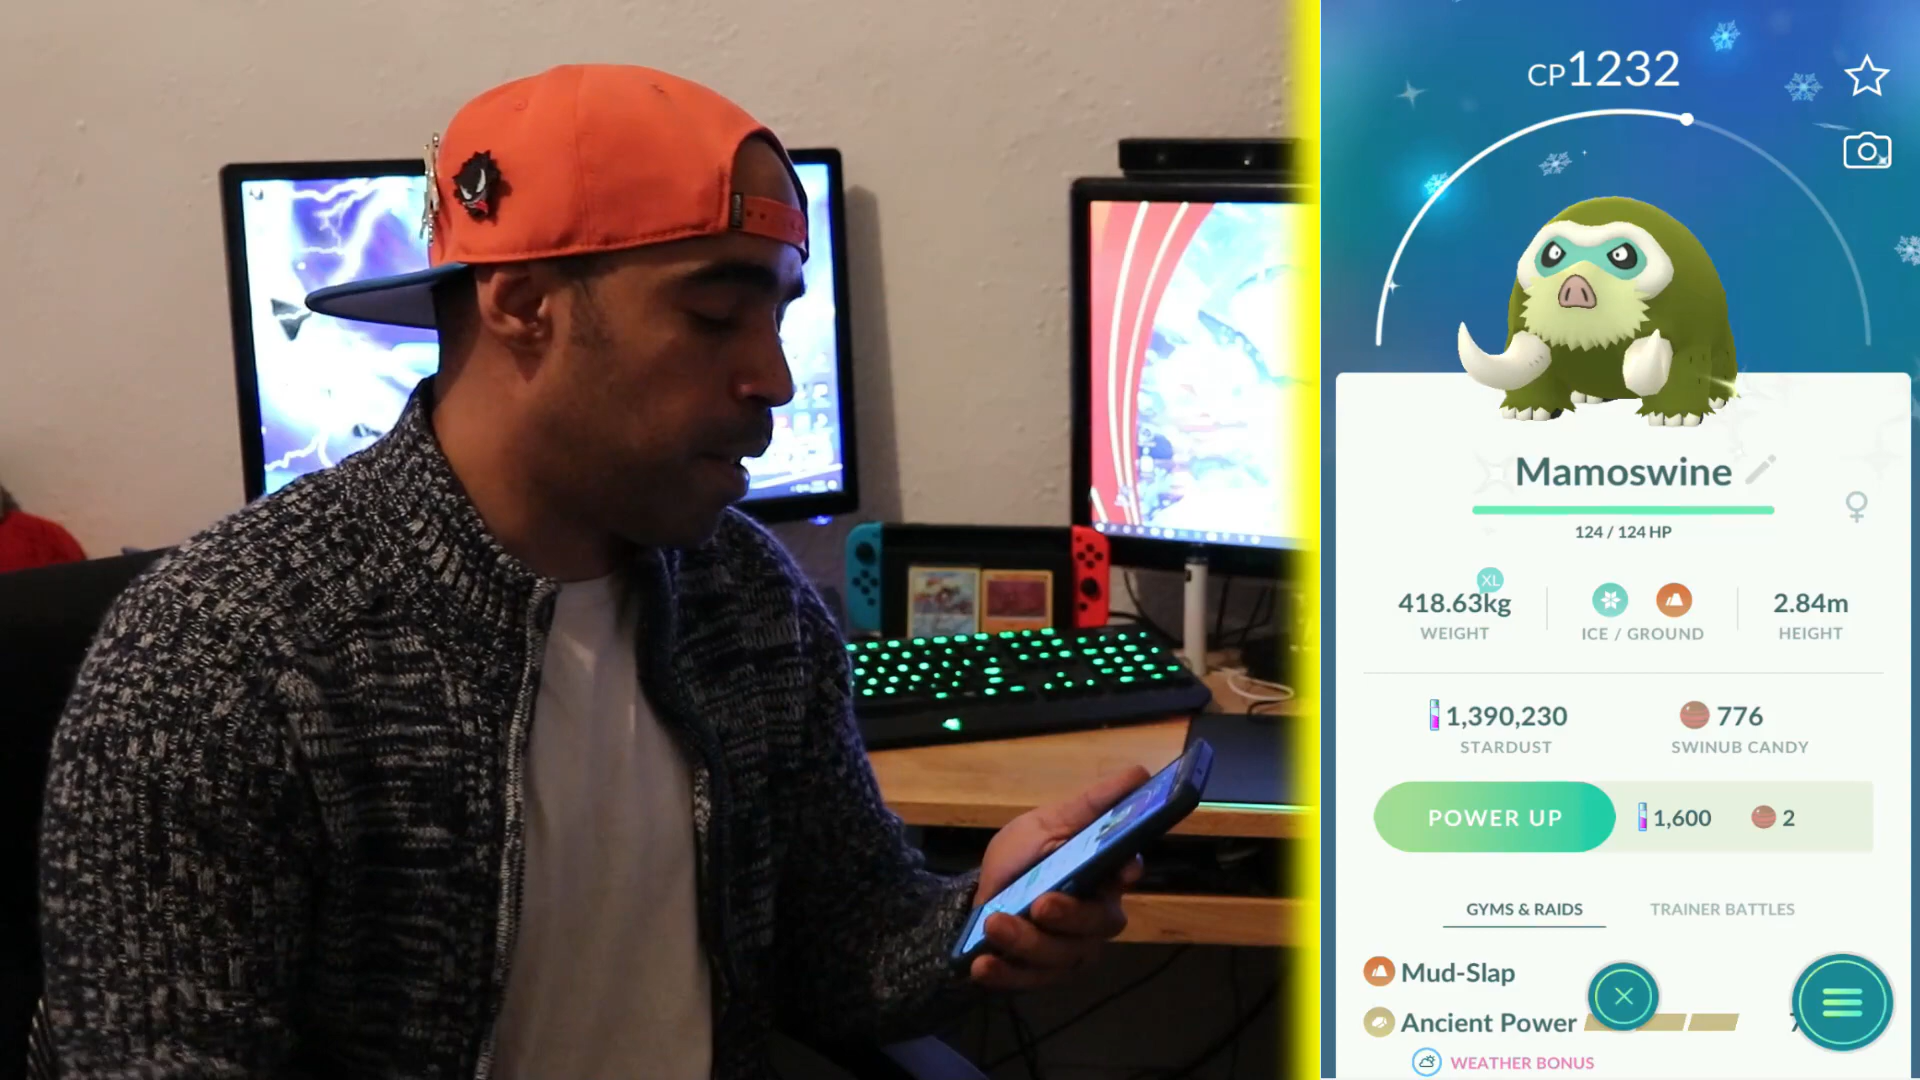 CP1232
Mamoswine
124 / 124 HP
XL
418.63kg
WEIGHT
ICE / GROUND
2.84m
HEIGHT
1,390,230
STARDUST
776
SWINUB CANDY
POWER UP
1,600
2
GYMS & RAIDS
TRAINER BATTLES
Mud-Slap
Ancient Power
WEATHER BONUS